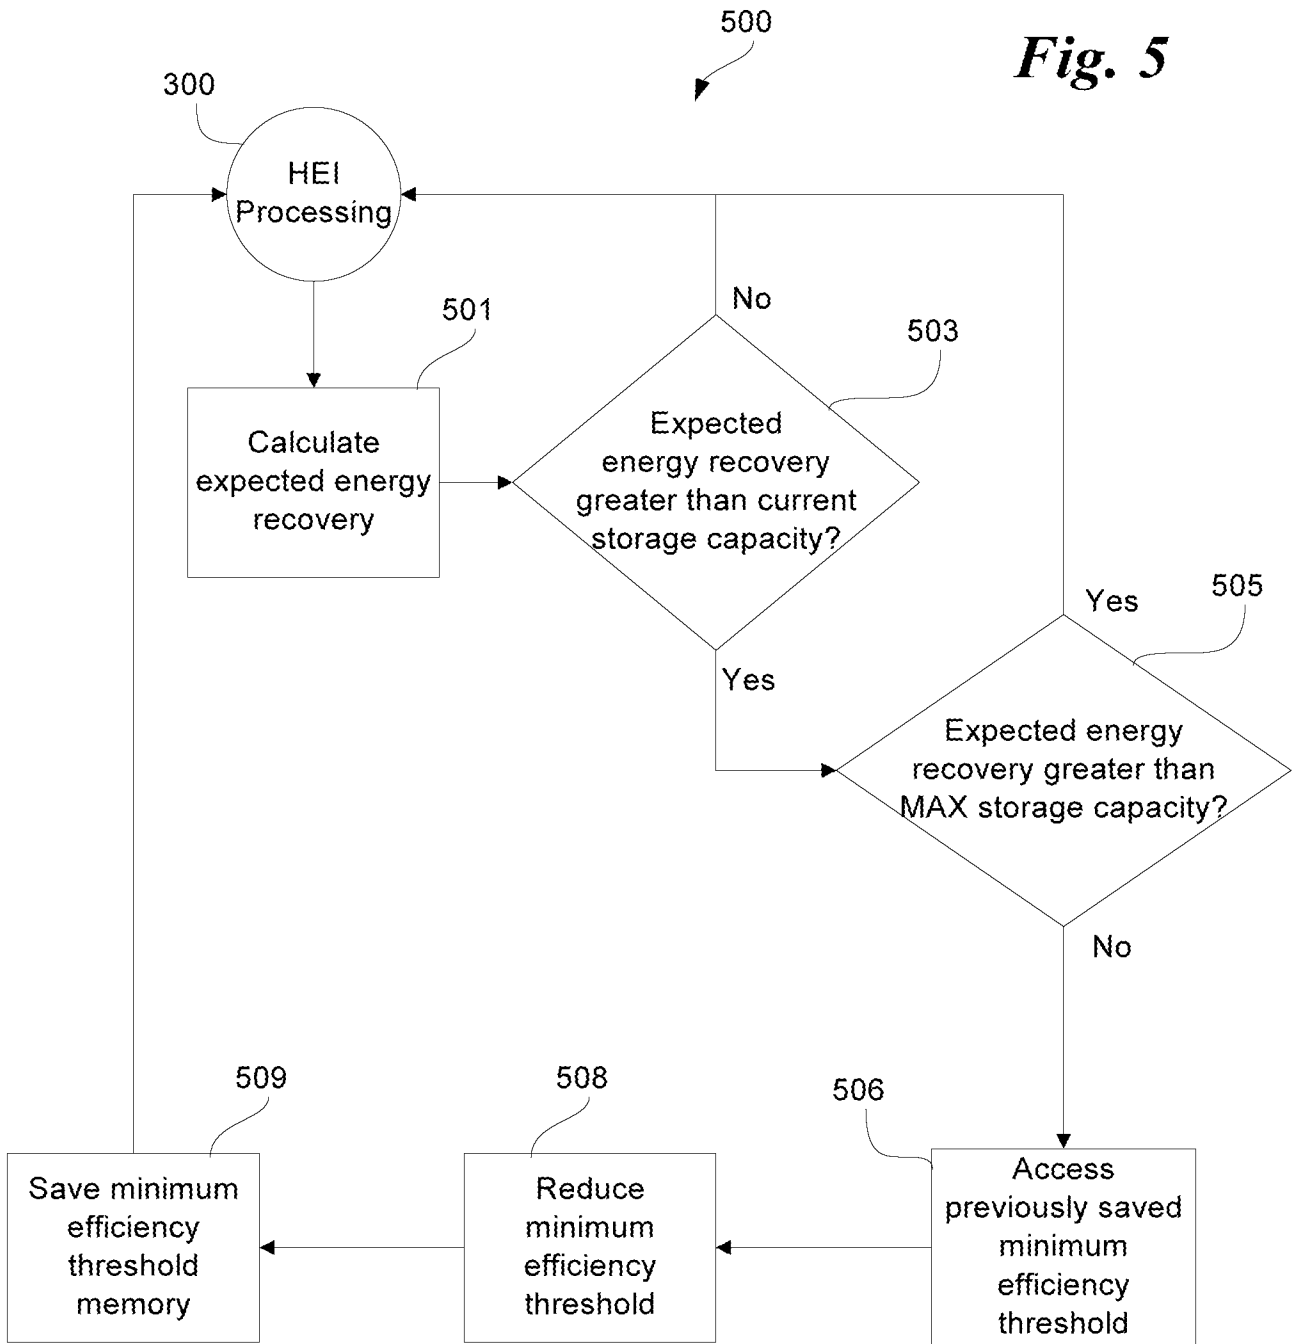 500
Fig. 5
300
HEI
Processing
501
No
503
Calculate
expected energy
recovery
Expected
energy recovery
greater than current
storage capacity?
Yes
Yes
505
Expected energy
recovery greater than
MAX storage capacity?
No
509
508
506
Save minimum
efficiency
threshold
memory
Reduce
minimum
efficiency
threshold
Access
previously saved
minimum
efficiency
threshold